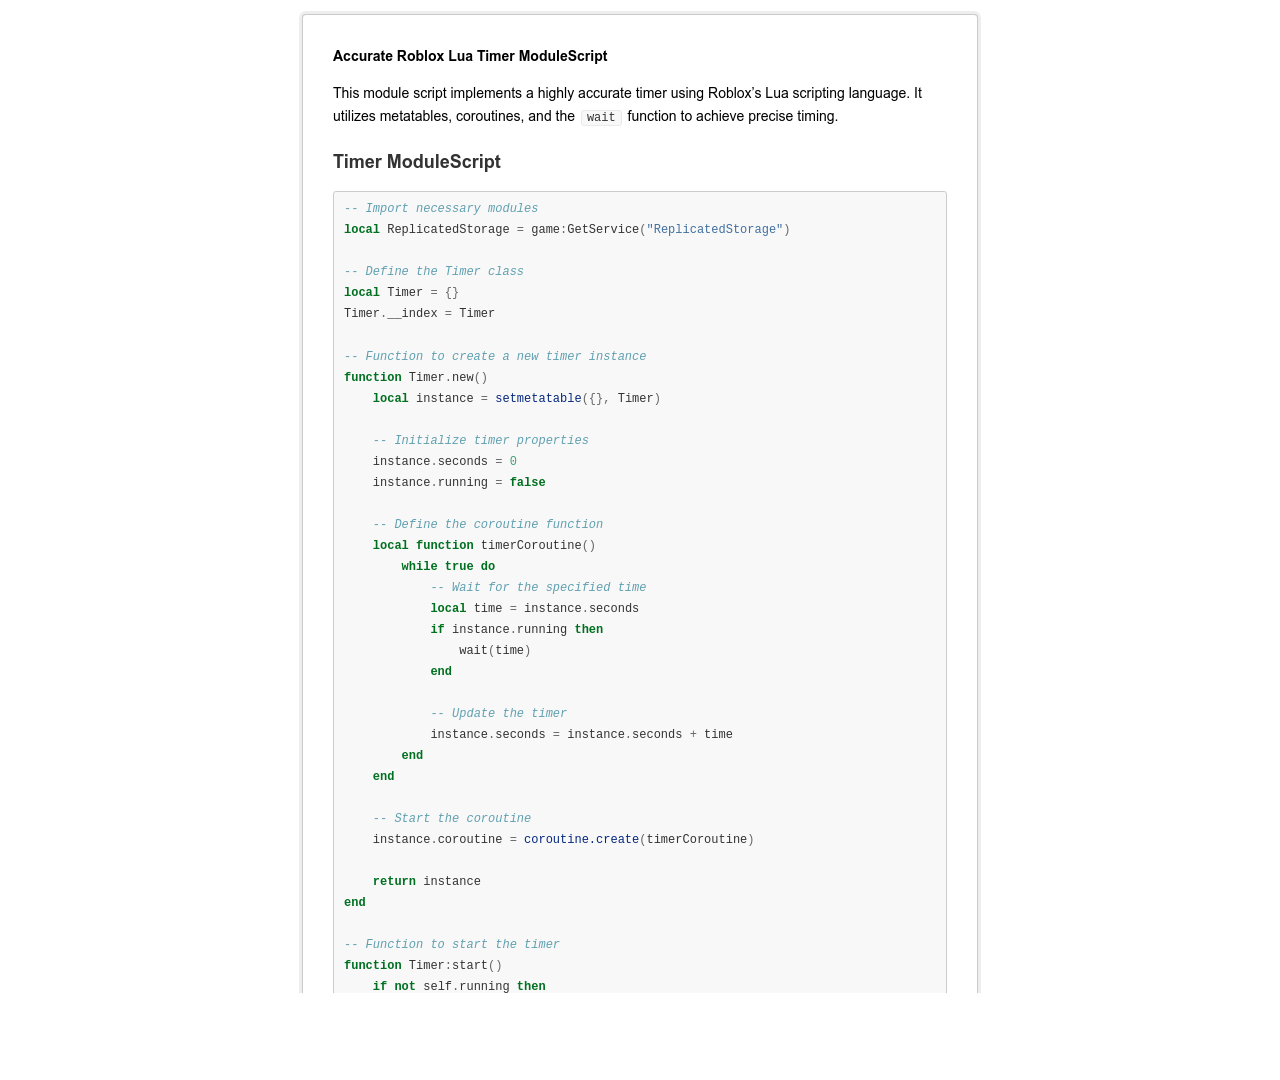 Accurate Roblox Lua Timer ModuleScript
This module script implements a highly accurate timer using Roblox's Lua scripting language. It
utilizes metatables, coroutines, and the wait function to achieve precise timing.
Timer ModuleScript
-- Import necessary modules
local ReplicatedStorage = game:GetService("ReplicatedStorage")

-- Define the Timer class
local Timer = {}
Timer.__index = Timer

-- Function to create a new timer instance
function Timer.new()
    local instance = setmetatable({}, Timer)

    -- Initialize timer properties
    instance.seconds = 0
    instance.running = false

    -- Define the coroutine function
    local function timerCoroutine()
        while true do
            -- Wait for the specified time
            local time = instance.seconds
            if instance.running then
                wait(time)
            end

            -- Update the timer
            instance.seconds = instance.seconds + time
        end
    end

    -- Start the coroutine
    instance.coroutine = coroutine.create(timerCoroutine)

    return instance
end

-- Function to start the timer
function Timer:start()
    if not self.running then